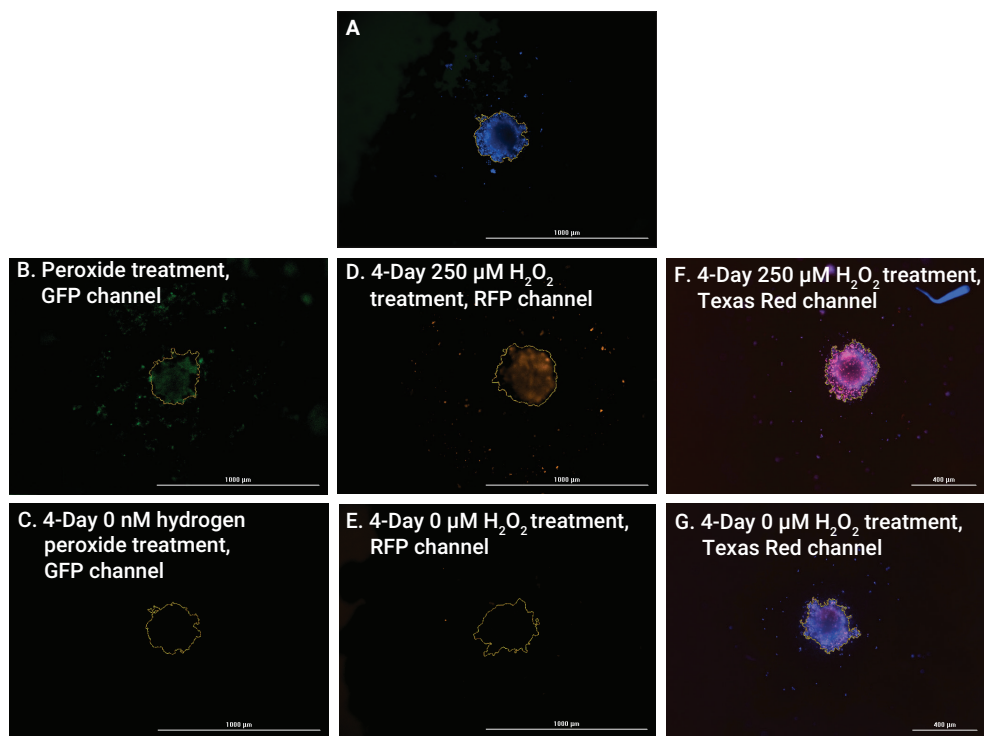 A
1000 µm
B. Peroxide treatment,
GFP channel
1000 µm
D. 4-Day 250 µM H₂O₂
treatment, RFP channel
1000 µm
F. 4-Day 250 µM H₂O₂ treatment,
Texas Red channel
400 µm
C. 4-Day 0 nM hydrogen
peroxide treatment,
GFP channel
1000 µm
E. 4-Day 0 µM H₂O₂ treatment,
RFP channel
1000 µm
G. 4-Day 0 µM H₂O₂ treatment,
Texas Red channel
400 µm